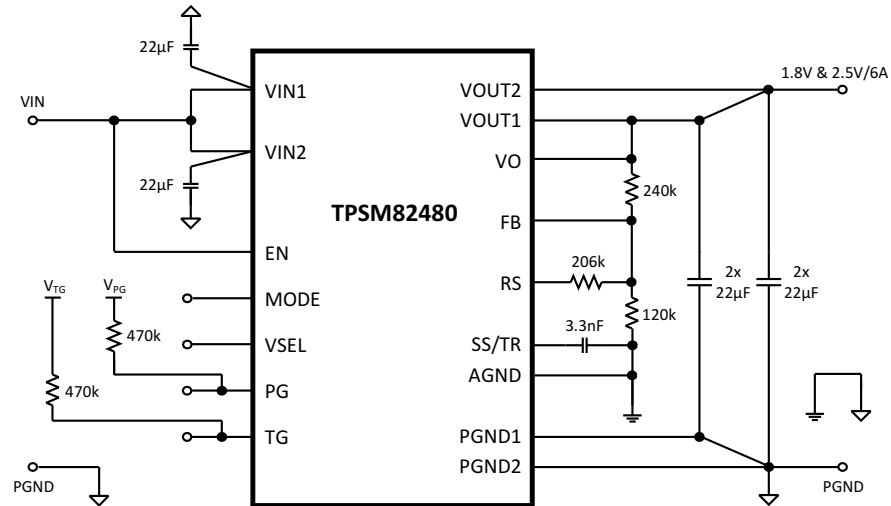 22µF
VIN
VIN1
VIN2
22µF
EN
MODE
VSEL
PG
TG
VTG
VPG
470k
470k
PGND
TPSM82480
VOUT2
VOUT1
VO
FB
RS
SS/TR
AGND
PGND1
PGND2
1.8V & 2.5V/6A
240k
206k
120k
3.3nF
2x
22µF
2x
22µF
PGND